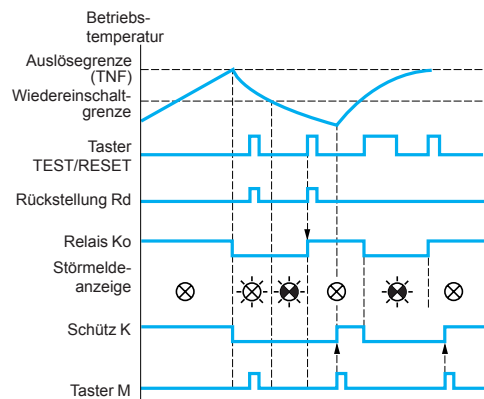 Betriebs-
temperatur
Auslösegrenze
(TNF)
Wiedereinschalt-
grenze
Taster
TEST/RESET
Rückstellung Rd
Relais Ko
Störmelde-
anzeige
Schütz K
Taster M